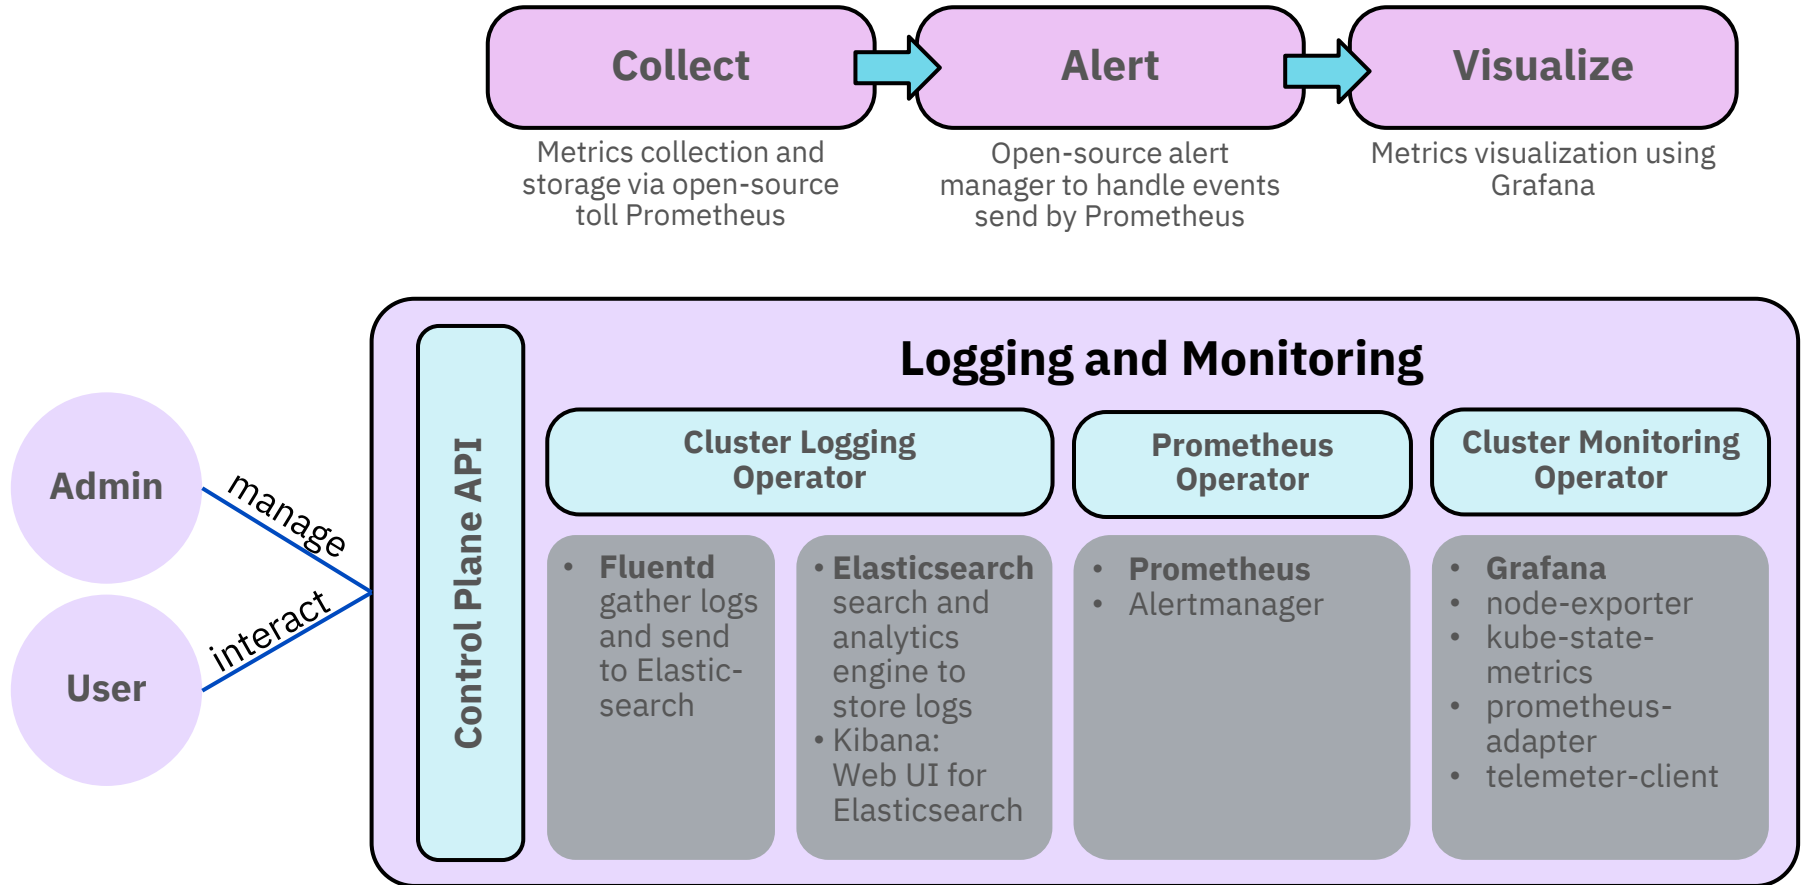 Collect
Alert
Visualize
Metrics collection and
storage via open-source
toll Prometheus
Open-source alert
manager to handle events
send by Prometheus
Metrics visualization using
Grafana
Admin
User
manage
interact
Control Plane API
Logging and Monitoring
Cluster Logging
Operator
Prometheus
Operator
Cluster Monitoring
Operator
• Fluentd
gather logs
and send
to Elastic-
search
• Elasticsearch
search and
analytics
engine to
store logs
• Kibana:
Web UI for
Elasticsearch
• Prometheus
• Alertmanager
• Grafana
• node-exporter
• kube-state-
metrics
• prometheus-
adapter
• telemeter-client